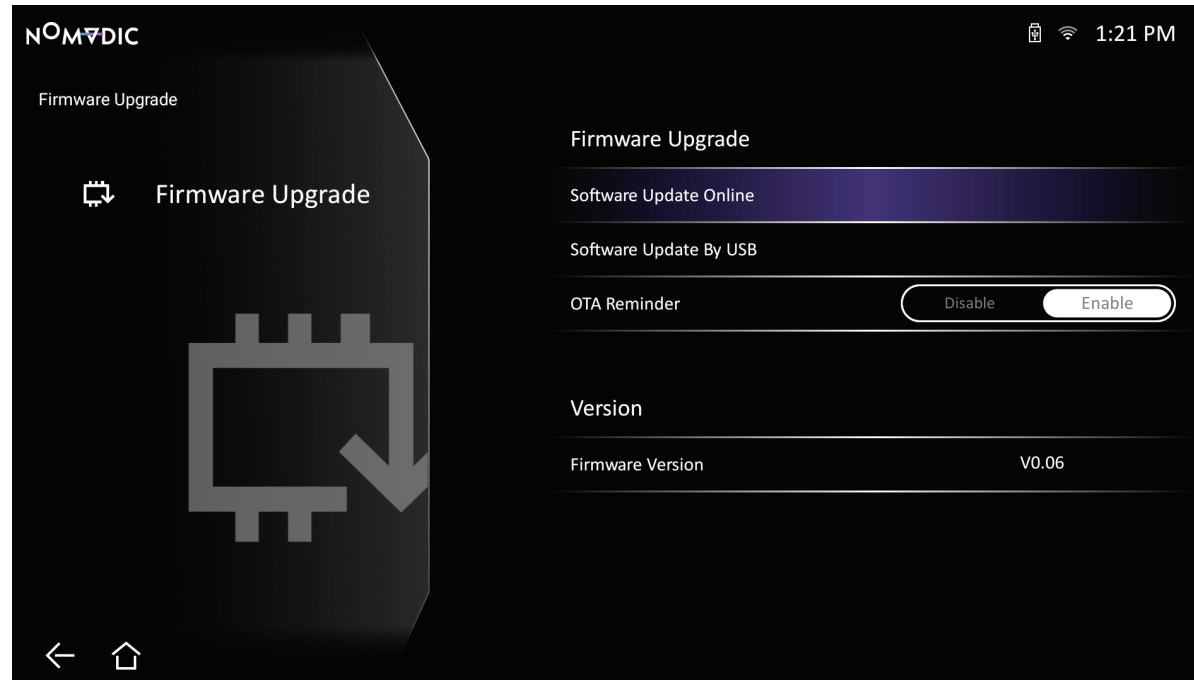 NOMADIC
1:21 PM
Firmware Upgrade
Firmware Upgrade
Firmware Upgrade
Software Update Online
Software Update By USB
OTA Reminder Disable Enable
Version
Firmware Version V0.06